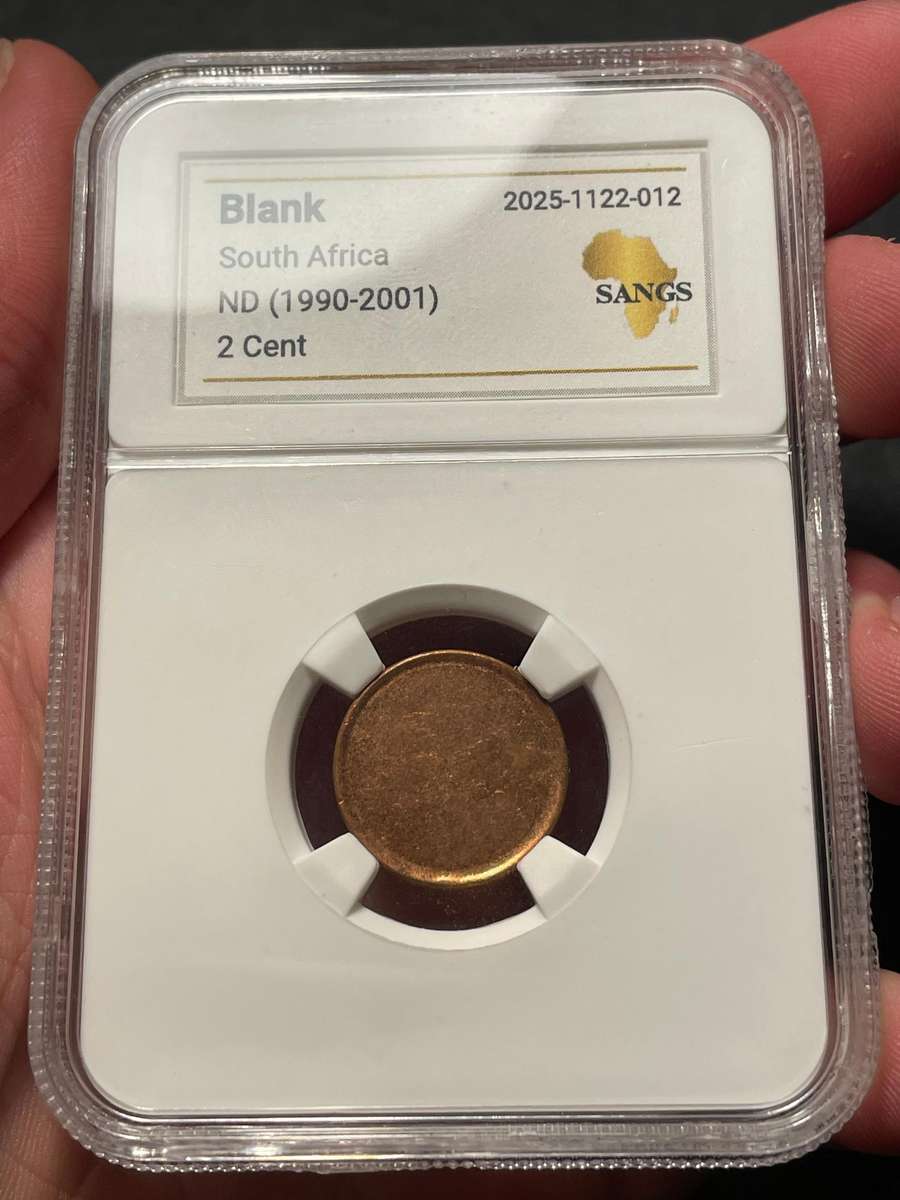 Blank
2025-1122-012
South Africa
SANGS
ND (1990-2001)
2 Cent